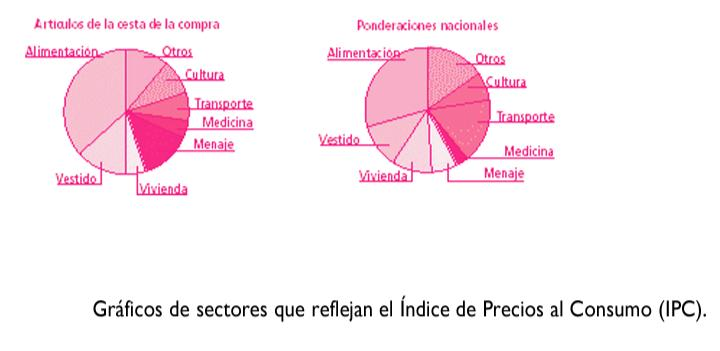 Artículos de la cesta de la compra
Alimentación
Otros
Cultura
Transporte
Medicina
Menaje
Vivienda
Vestido
Ponderaciones nacionales
Alimentación
Otros
Cultura
Transporte
Medicina
Menaje
Vivienda
Vestido
Gráficos de sectores que reflejan el Índice de Precios al Consumo (IPC).